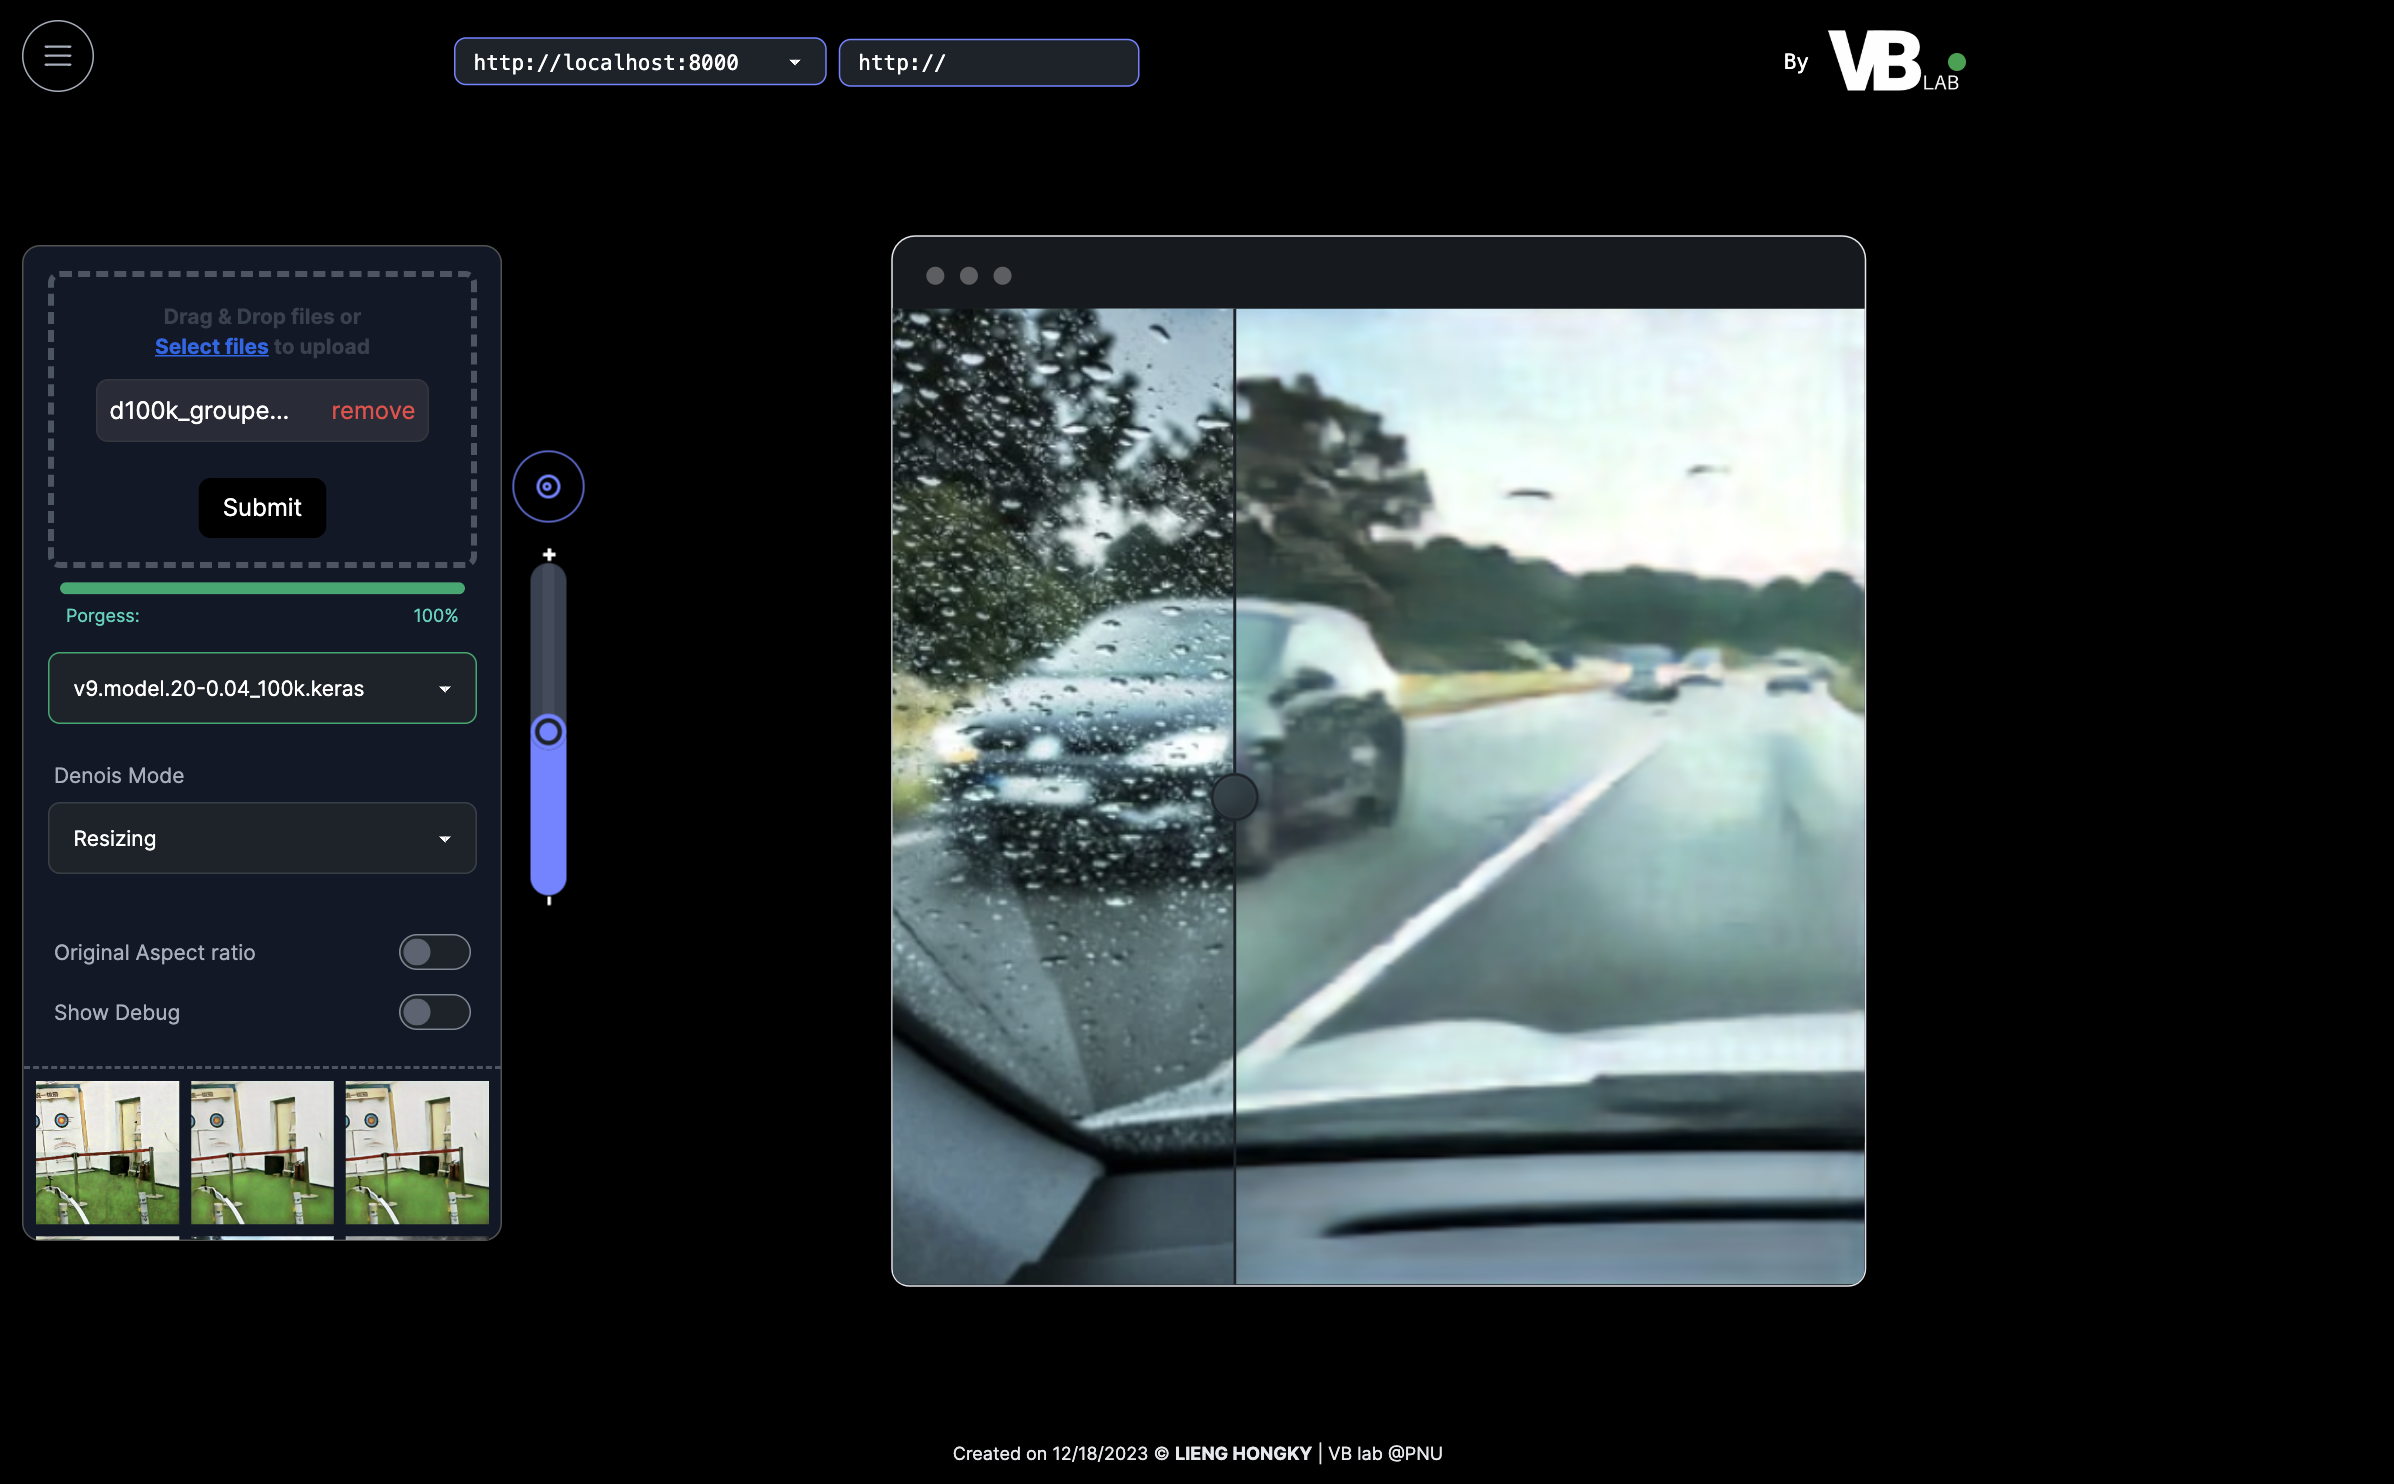 http://localhost:8000
http://
By VB LAB
Drag & Drop files or
Select files to upload
d100k_groupe... remove
Submit
Porgess: 100%
v9.model.20-0.04_100k.keras
Denois Mode
Resizing
Original Aspect ratio
Show Debug
Created on 12/18/2023 © LIENG HONGKY | VB lab @PNU